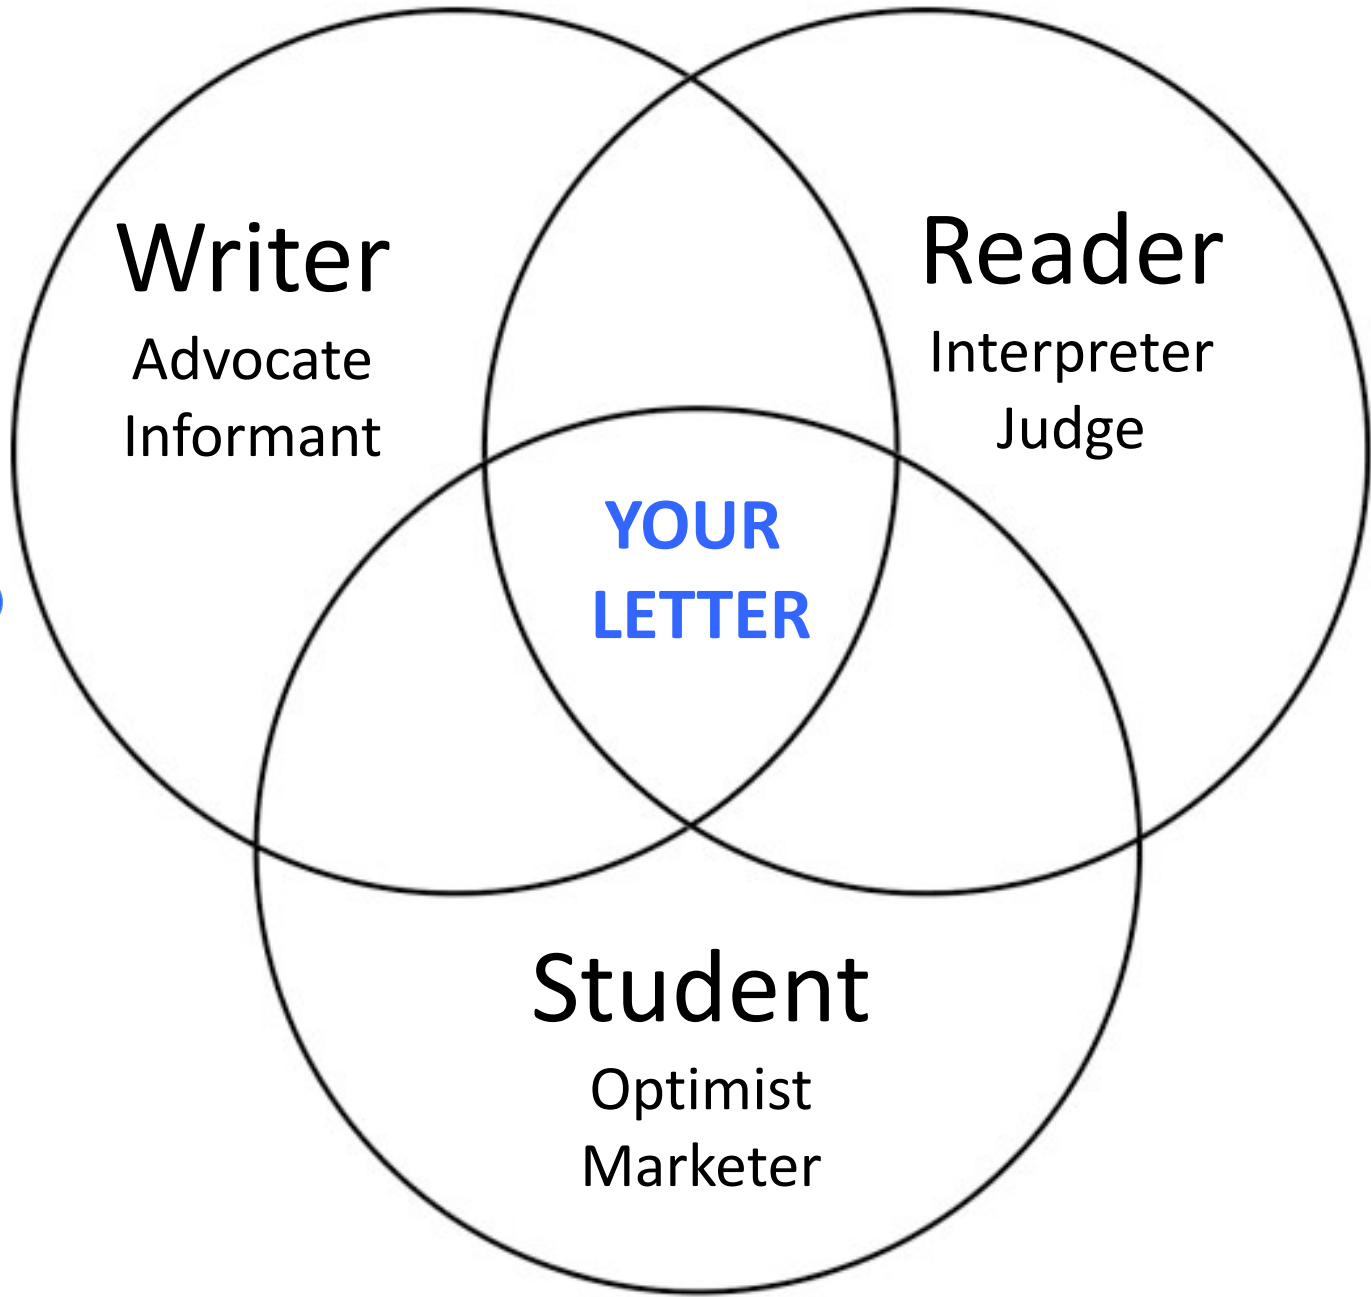 Writer
Advocate
Informant
Reader
Interpreter
Judge
YOUR
LETTER
Student
Optimist
Marketer